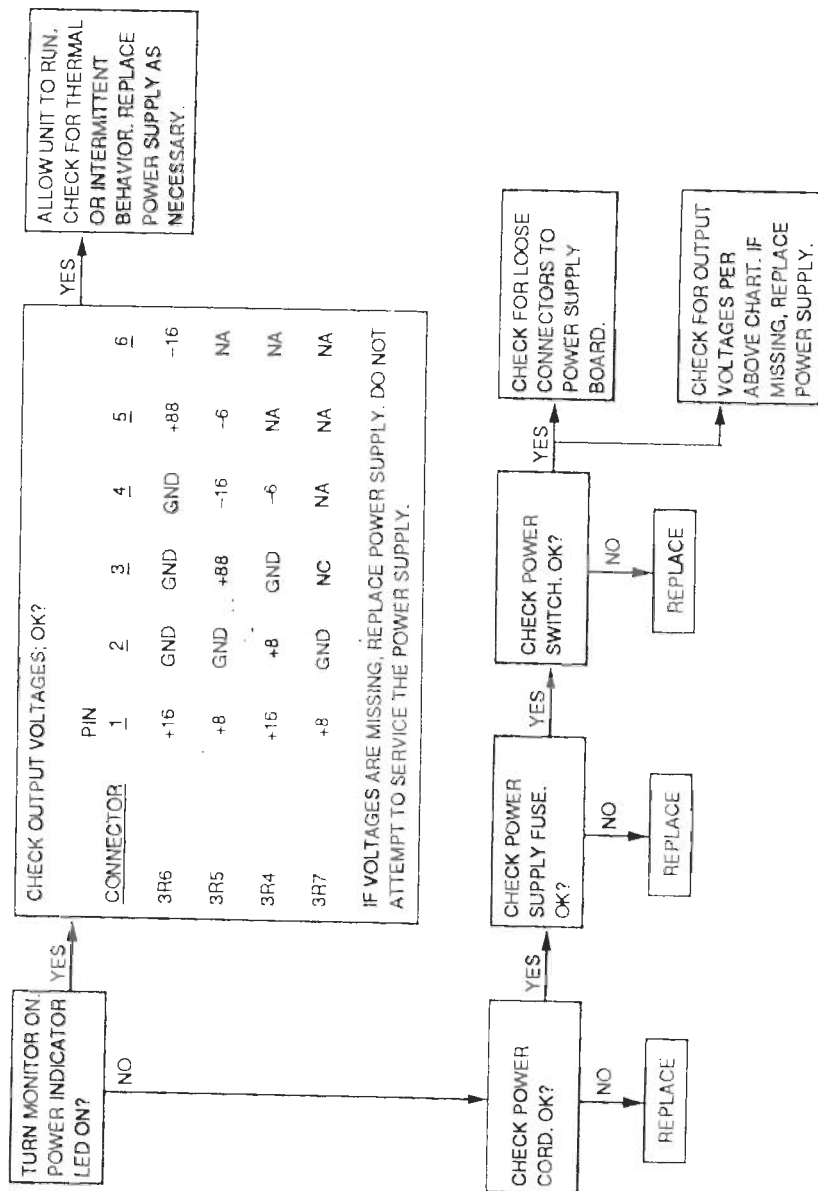 TURN MONITOR ON.
POWER INDICATOR
LED ON?
YES
NO
CHECK OUTPUT VOLTAGES; OK?
PIN
CONNECTOR 1 2 3 4 5 6
3R6 +16 GND GND GND +88 −16
3R5 +8 GND +88 −16 −6 NA
3R4 +16 +8 GND −6 NA NA
3R7 +8 GND NC NA NA NA
IF VOLTAGES ARE MISSING, REPLACE POWER SUPPLY. DO NOT
ATTEMPT TO SERVICE THE POWER SUPPLY.
YES
ALLOW UNIT TO RUN.
CHECK FOR THERMAL
OR INTERMITTENT
BEHAVIOR. REPLACE
POWER SUPPLY AS
NECESSARY.
CHECK POWER
CORD. OK?
NO
REPLACE
YES
CHECK POWER
SUPPLY FUSE.
OK?
NO
REPLACE
YES
CHECK POWER
SWITCH. OK?
NO
REPLACE
YES
CHECK FOR LOOSE
CONNECTORS TO
POWER SUPPLY
BOARD.
CHECK FOR OUTPUT
VOLTAGES PER
ABOVE CHART. IF
MISSING, REPLACE
POWER SUPPLY.